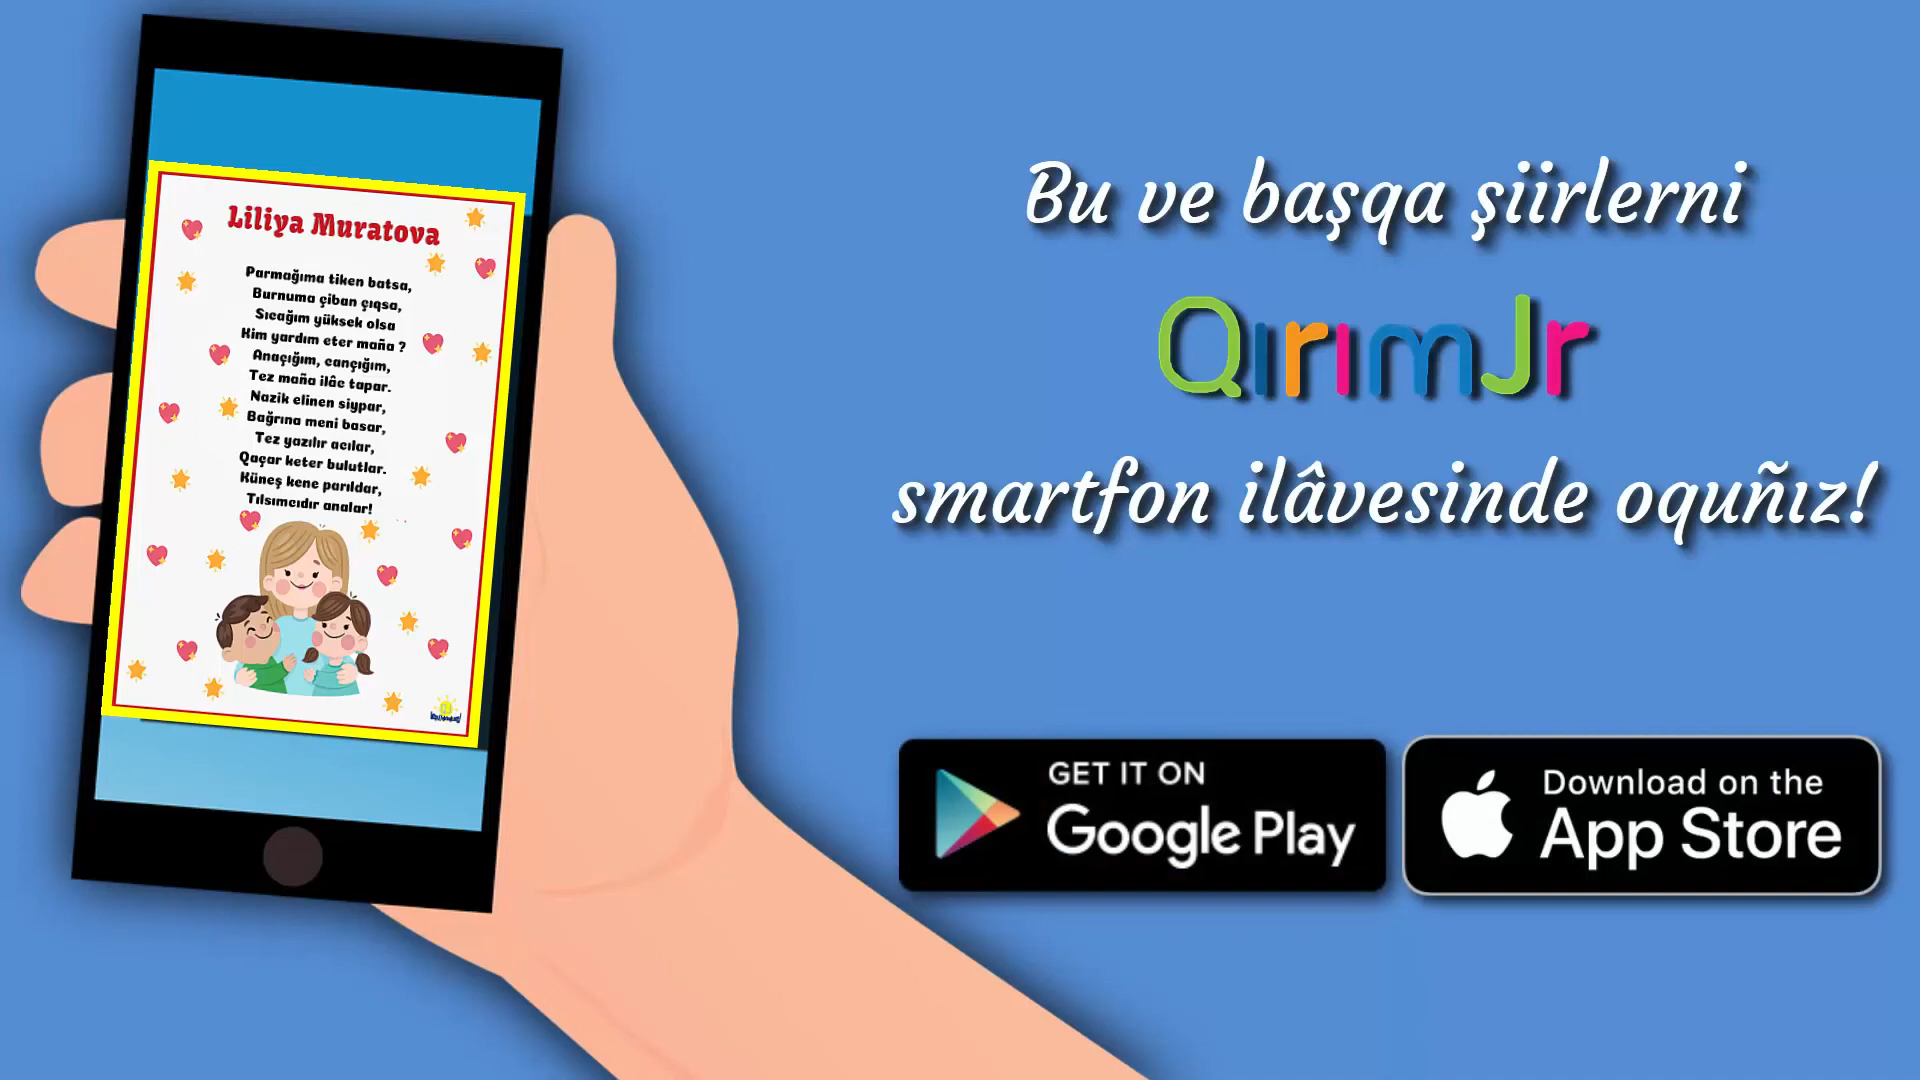 Liliya Muratova
Parmağıma tiken batsa,
Burnuma çiban çıqsa,
Sıcağım yüksek olsa
Kim yardım eter maña ?
Anaçığım, cançığım,
Tez maña ilâc tapar.
Nazik elinen siypar,
Bağrına meni basar,
Tez yazılır acılar,
Qaçar keter bulutlar.
Küneş kene parıldar,
Tılsımcıdır analar!
Bu ve başqa şiirlerni
QırımJr
smartfon ilâvesinde oquñız!
GET IT ON
Google Play
Download on the
App Store